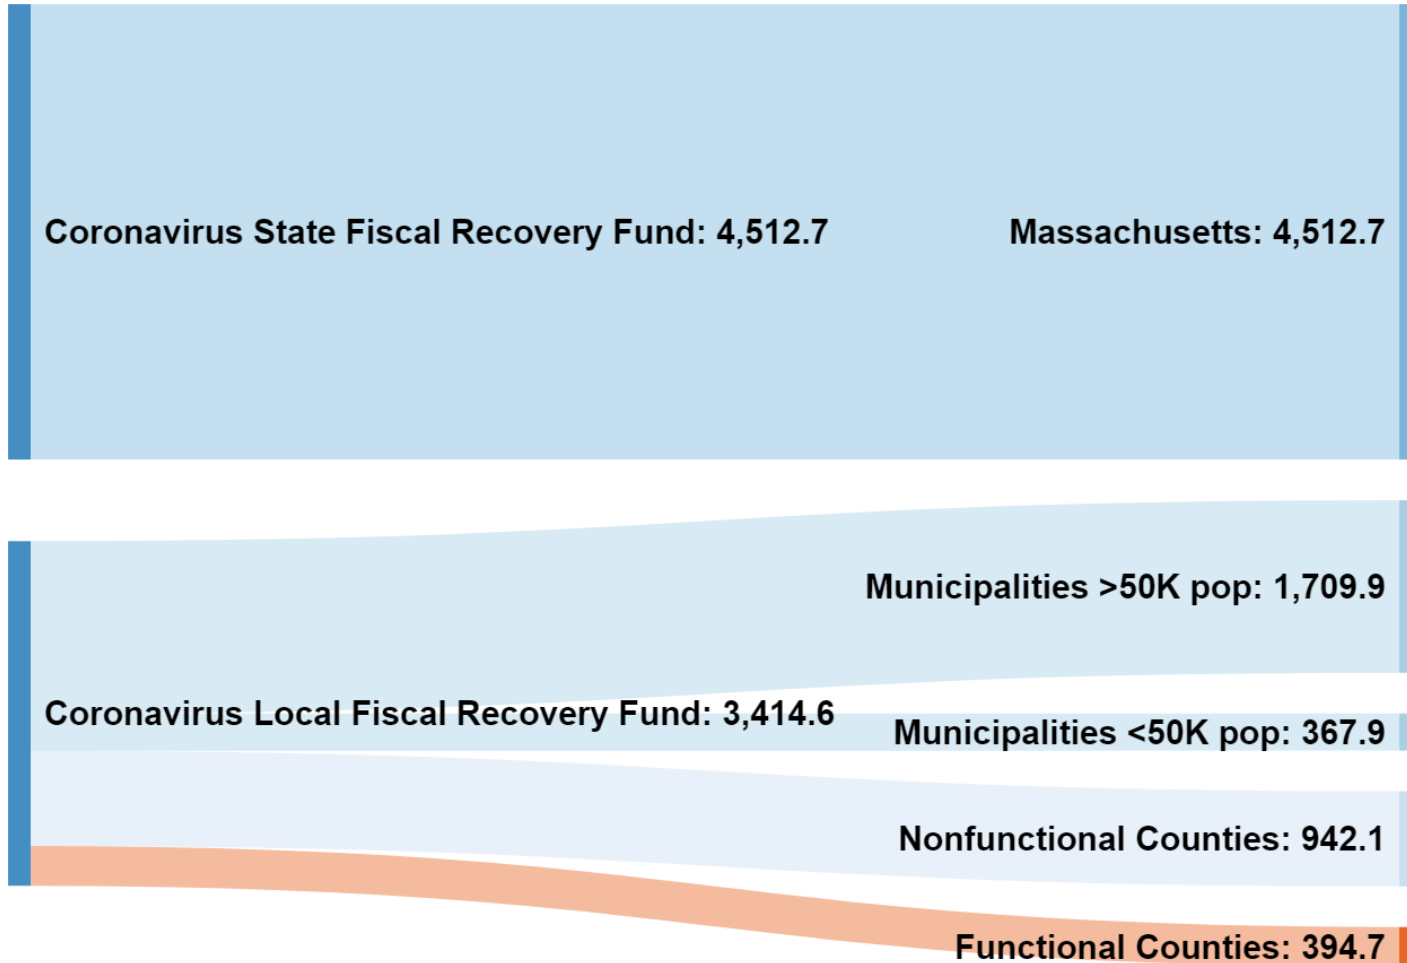 Coronavirus State Fiscal Recovery Fund: 4,512.7
Massachusetts: 4,512.7
Municipalities >50K pop: 1,709.9
Coronavirus Local Fiscal Recovery Fund: 3,414.6
Municipalities <50K pop: 367.9
Nonfunctional Counties: 942.1
Functional Counties: 394.7